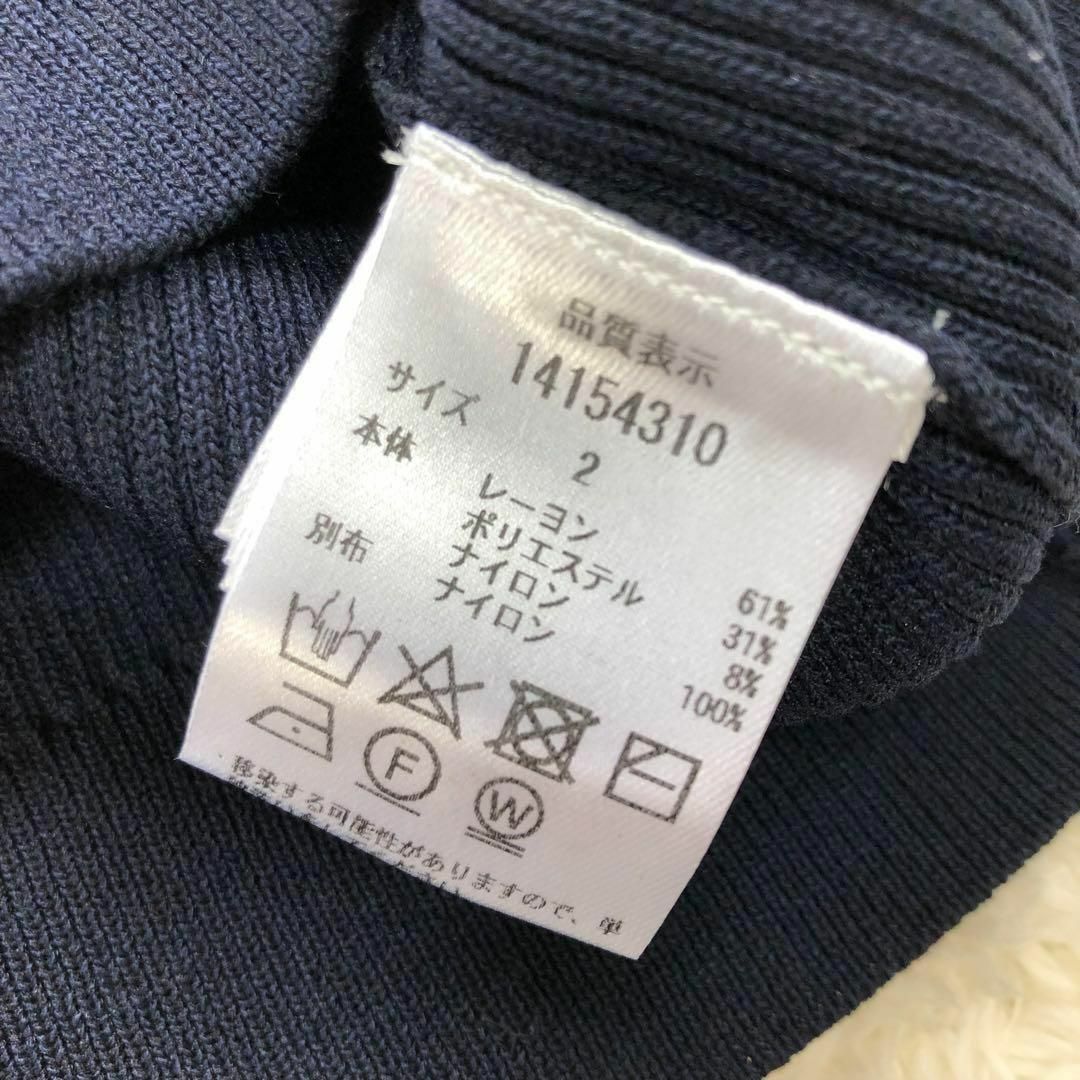 品質表示
14154310
サイズ 2
本体 レーヨン 61%
ポリエステル 31%
ナイロン 8%
別布 ナイロン 100%
F
W
移染する可能性がありますので、単